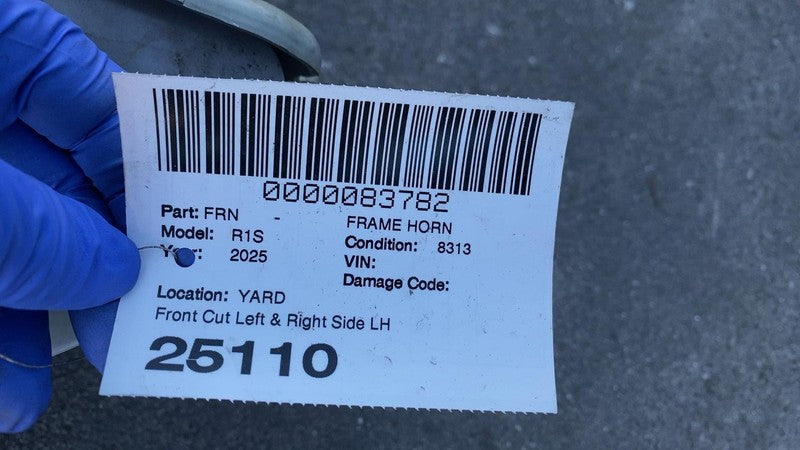 0000083782
Part: FRN - FRAME HORN
Model: R1S Condition: 8313
Year: 2025 VIN:
Damage Code:
Location: YARD
Front Cut Left & Right Side LH
25110